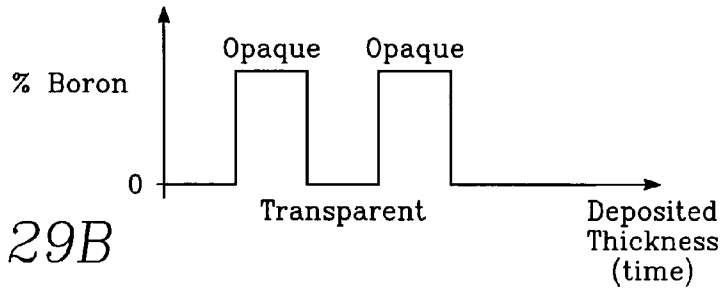 Opaque Opaque
% Boron
0
Transparent
Deposited
Thickness
(time)
29B